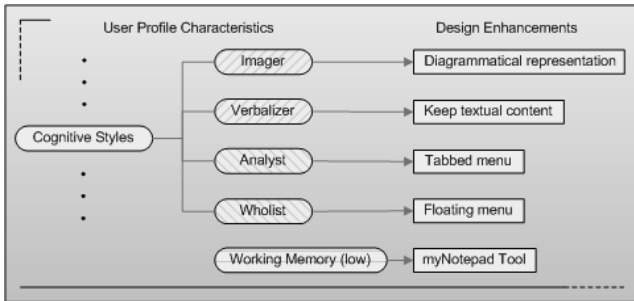 User Profile Characteristics
Design Enhancements
Imager
Diagrammatical representation
Verbalizer
Keep textual content
Cognitive Styles
Analyst
Tabbed menu
Wholist
Floating menu
Working Memory (low)
myNotepad Tool